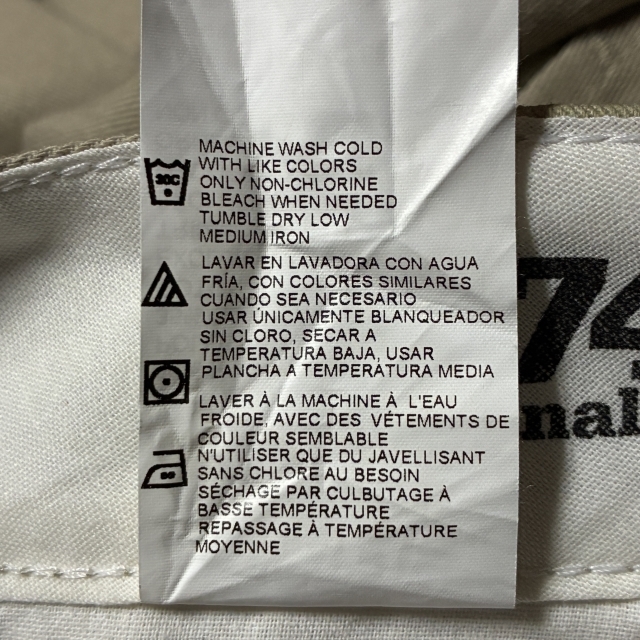 MACHINE WASH COLD
WITH LIKE COLORS
ONLY NON-CHLORINE
BLEACH WHEN NEEDED
TUMBLE DRY LOW
MEDIUM IRON
30C
LAVAR EN LAVADORA CON AGUA
FRÍA, CON COLORES SIMILARES
CUANDO SEA NECESARIO
USAR ÚNICAMENTE BLANQUEADOR
SIN CLORO, SECAR A
TEMPERATURA BAJA, USAR
PLANCHA A TEMPERATURA MEDIA
LAVER À LA MACHINE À L'EAU
FROIDE, AVEC DES VÉTEMENTS DE
COULEUR SEMBLABLE
N'UTILISER QUE DU JAVELLISANT
SANS CHLORE AU BESOIN
SÉCHAGE PAR CULBUTAGE À
BASSE TEMPÉRATURE
REPASSAGE À TEMPÉRATURE
MOYENNE
74
nal